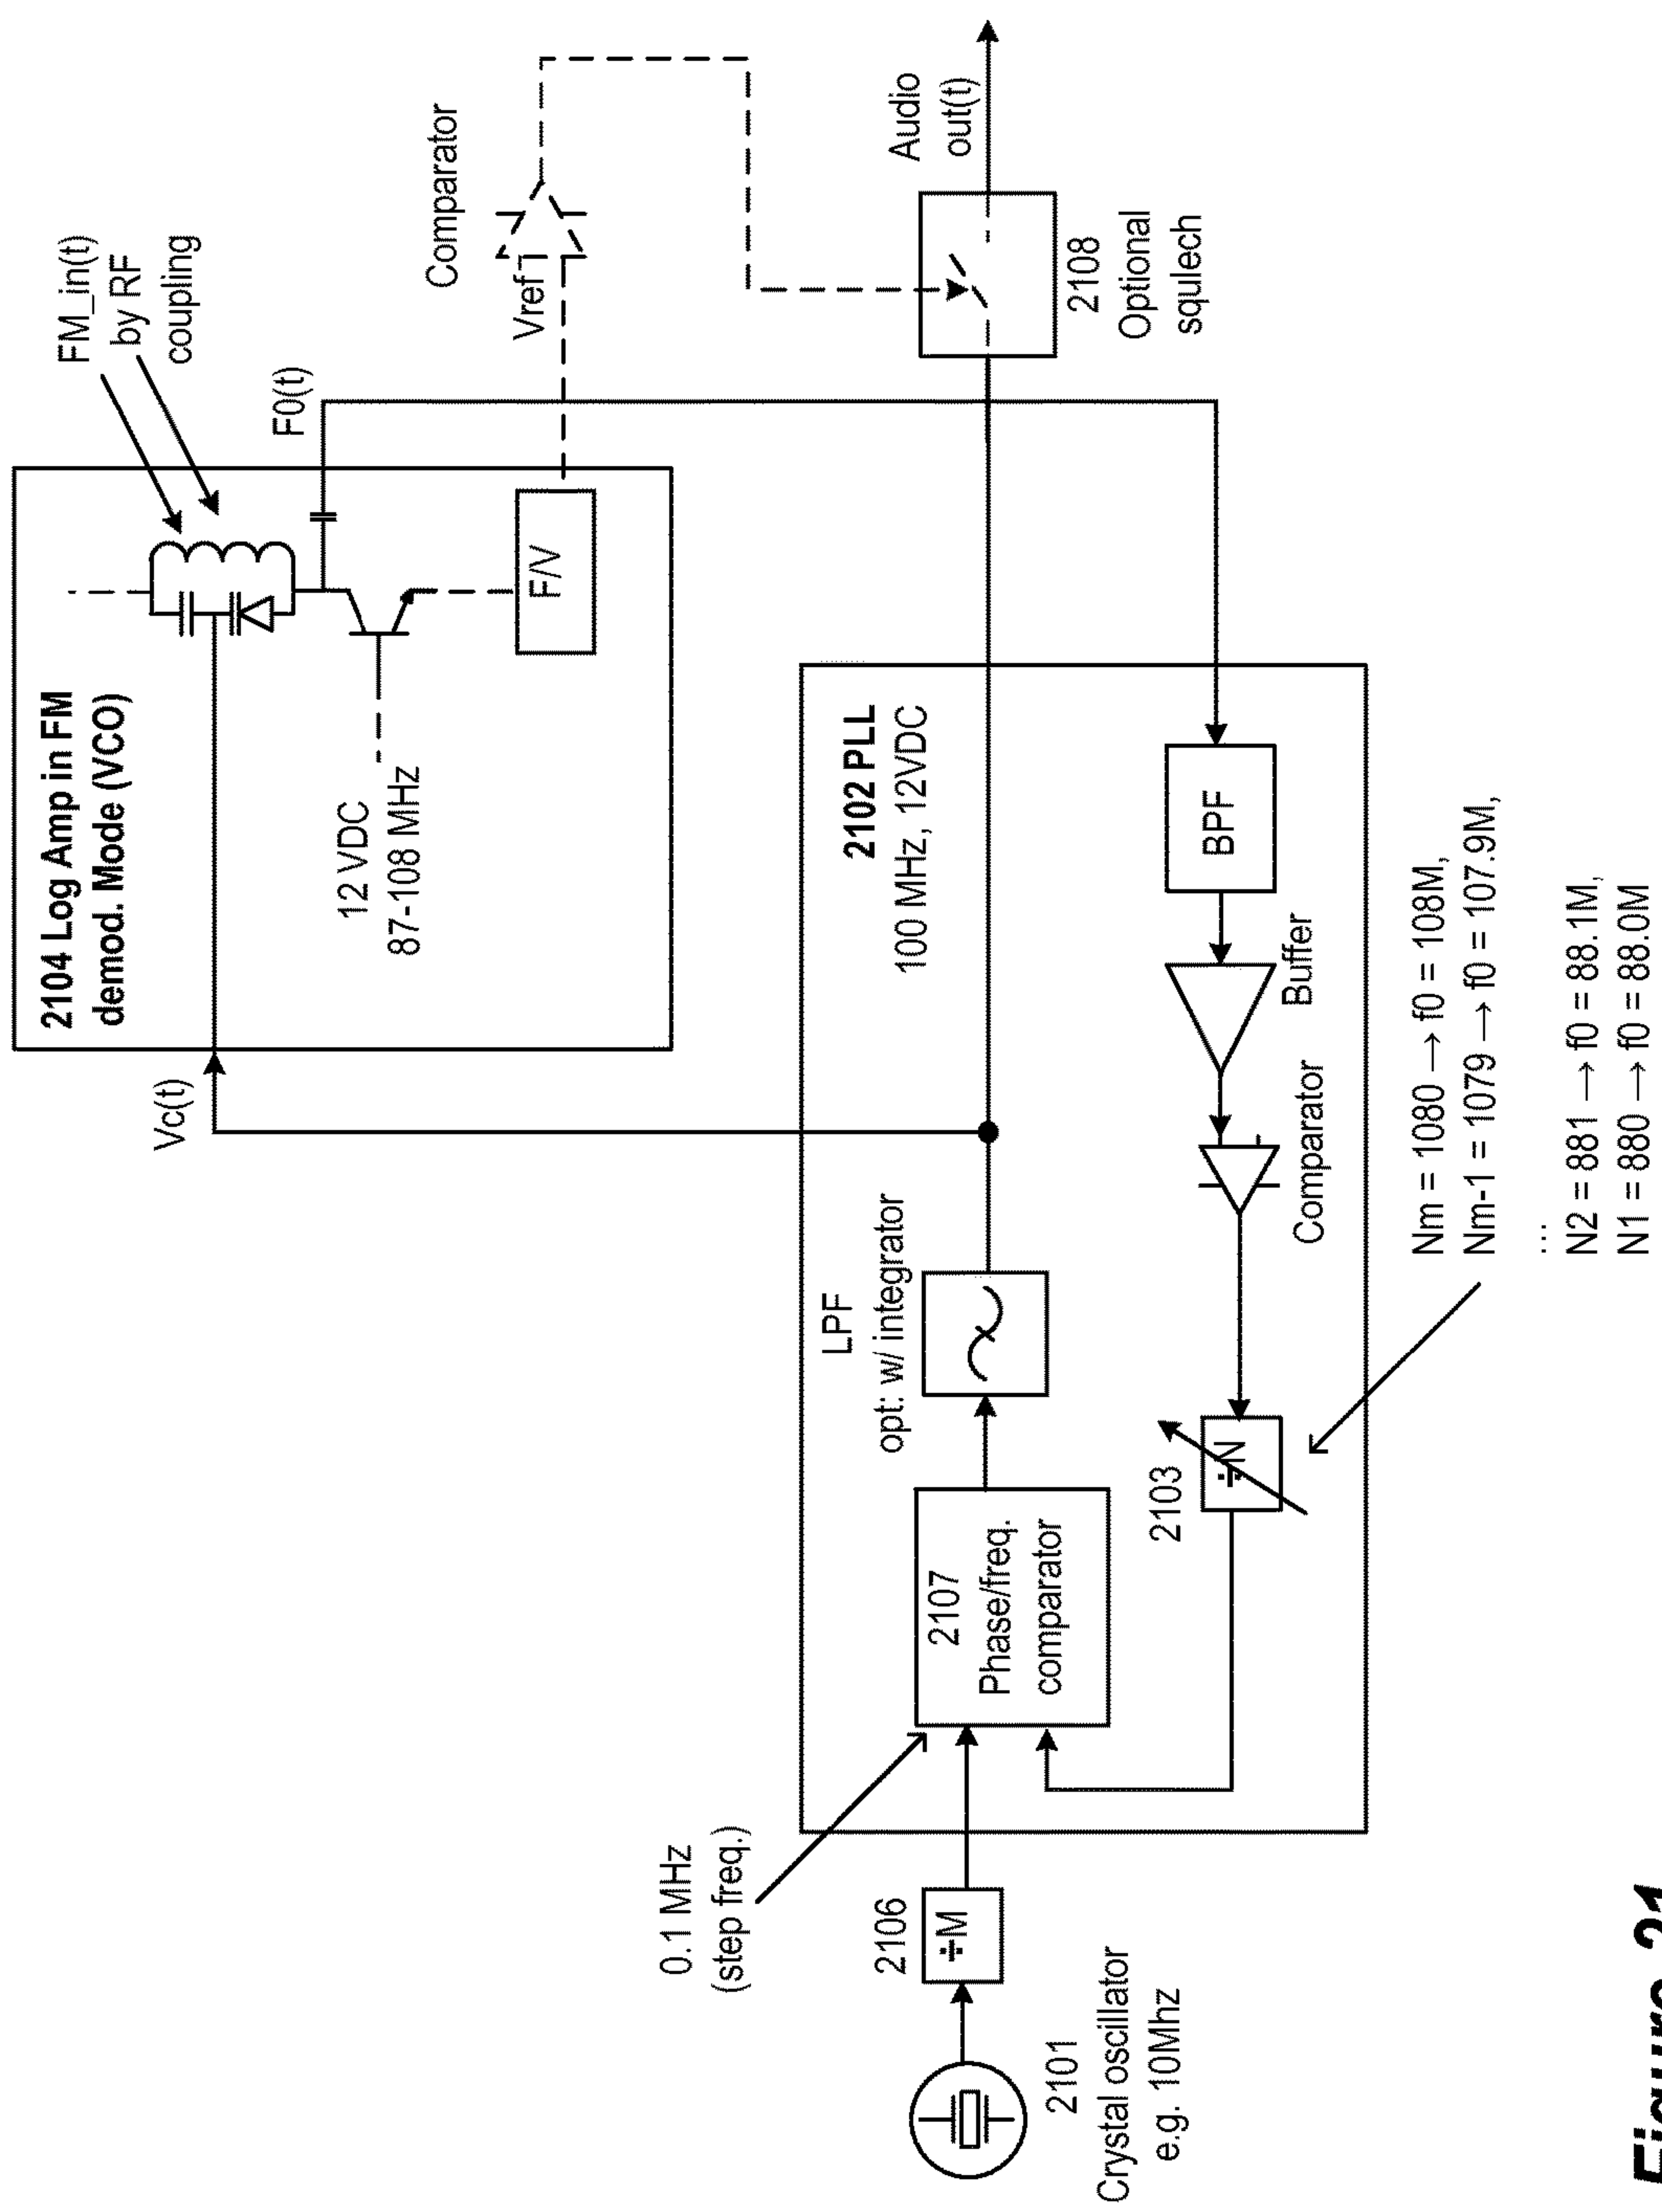 FM_in(t)
by RF
coupling
2104 Log Amp in FM
demod. Mode (VCO)
12 VDC
87-108 MHz
F/V
F0(t)
Vc(t)
Comparator
Vref
Audio
out(t)
2108
Optional
squlech
2102 PLL
100 MHz, 12VDC
LPF
opt: w/ integrator
2107
Phase/freq.
comparator
0.1 MHz
(step freq.)
2106
÷M
2101
Crystal oscillator
e.g. 10Mhz
BPF
Buffer
Comparator
2103
÷N
Nm = 1080 → f0 = 108M,
Nm-1 = 1079 → f0 = 107.9M,
...
N2 = 881 → f0 = 88.1M,
N1 = 880 → f0 = 88.0M
Figure 21